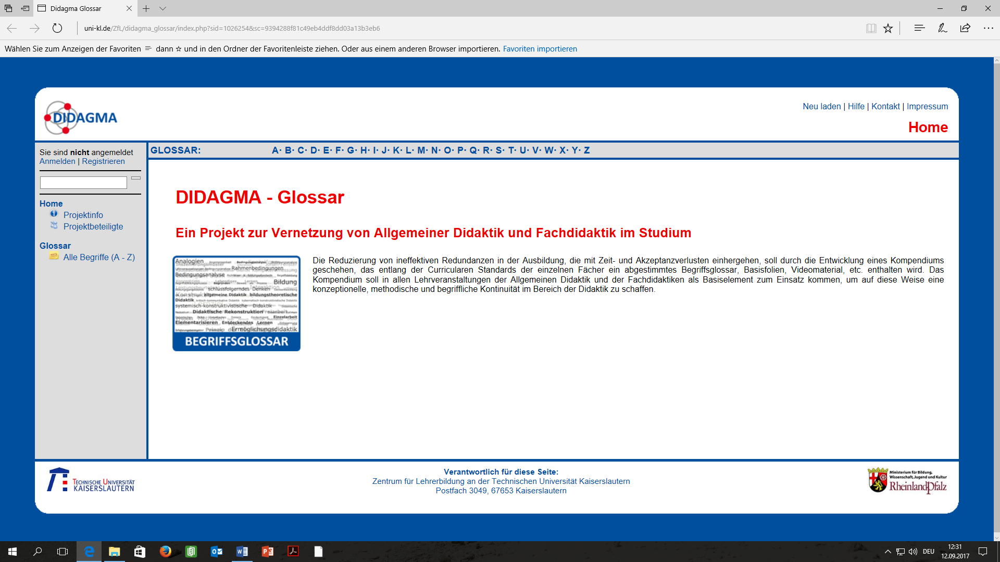 Didagma Glossar
uni-kl.de/ZfL/didagma_glossar/index.php?sid=1026254&sc=9394288f81c49eb4ddf8dd03a13b3eb6
Wählen Sie zum Anzeigen der Favoriten dann ☆ und in den Ordner der Favoritenleiste ziehen. Oder aus einem anderen Browser importieren. Favoriten importieren
DIDAGMA
Neu laden | Hilfe | Kontakt | Impressum
Home
Sie sind nicht angemeldet
Anmelden | Registrieren
Home
Projektinfo
Projektbeteiligte
Glossar
Alle Begriffe (A - Z)
GLOSSAR: A· B· C· D· E· F· G· H· I· J· K· L· M· N· O· P· Q· R· S· T· U· V· W· X· Y· Z
DIDAGMA - Glossar
Ein Projekt zur Vernetzung von Allgemeiner Didaktik und Fachdidaktik im Studium
Analogien
Rahmenbedingungen
Bedingungsanalyse
Bildung
schlussfolgerndes Denken
allgemeine Didaktik bildungstheoretische
Didaktik
systemisch-konstruktivistische Didaktik
Didaktische Rekonstruktion
Einzelarbeit
Elementarisieren Entdeckendes Lernen
Prinzip Ermöglichungsdidaktik
BEGRIFFSGLOSSAR
Die Reduzierung von ineffektiven Redundanzen in der Ausbildung, die mit Zeit- und Akzeptanzverlusten einhergehen, soll durch die Entwicklung eines Kompendiums
geschehen, das entlang der Curricularen Standards der einzelnen Fächer ein abgestimmtes Begriffsglossar, Basisfolien, Videomaterial, etc. enthalten wird. Das
Kompendium soll in allen Lehrveranstaltungen der Allgemeinen Didaktik und der Fachdidaktiken als Basiselement zum Einsatz kommen, um auf diese Weise eine
konzeptionelle, methodische und begriffliche Kontinuität im Bereich der Didaktik zu schaffen.
TECHNISCHE UNIVERSITÄT
KAISERSLAUTERN
Verantwortlich für diese Seite:
Zentrum für Lehrerbildung an der Technischen Universität Kaiserslautern
Postfach 3049, 67653 Kaiserslautern
Ministerium für Bildung,
Wissenschaft, Jugend und Kultur
RheinlandPfalz
DEU
12:31
12.09.2017